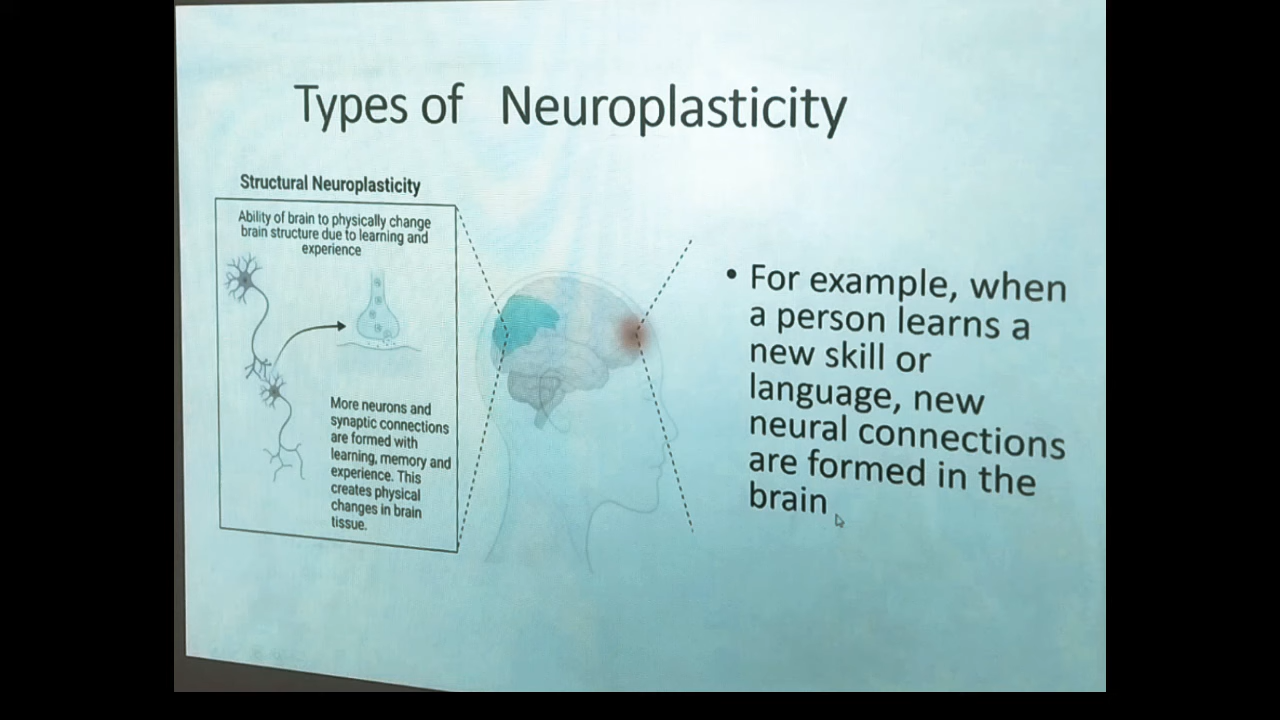 Types of Neuroplasticity
Structural Neuroplasticity
Ability of brain to physically change
brain structure due to learning and
experience
More neurons and
synaptic connections
are formed with
learning, memory and
experience. This
creates physical
changes in brain
tissue.
• For example, when
a person learns a
new skill or
language, new
neural connections
are formed in the
brain